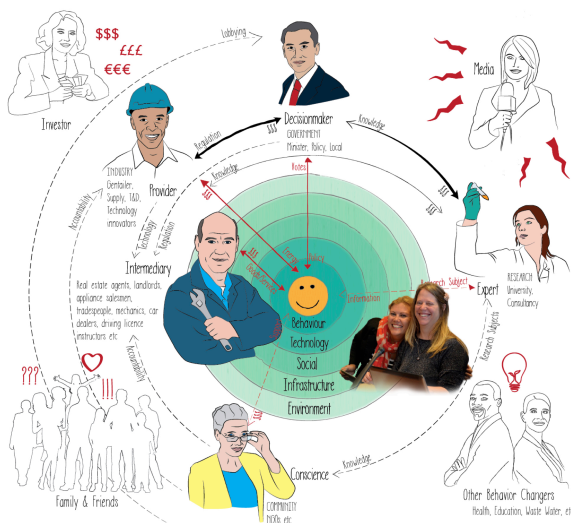 $$$
£££
€€€
Investor
Lobbying
Decisionmaker
GOVERNMENT
Minister, Policy, Local
$$$
Media
Regulation
Knowledge
Knowledge
Votes
$$$
$$$
INDUSTRY
Gentailer,
Supply, T&D,
Technology
innovators
Provider
Accountability
Technology
Regulation
Intermediary
Real estate agents, landlords,
appliance salesmen,
tradespeople, mechanics, car
dealers, driving licence
instructors etc
Energy
Policy
$$$
Information
Research Subject
Expert
RESEARCH
University,
Consultancy
Research Subjects
Behaviour
Technology
Social
Infrastructure
Environment
Accountability
???
!!!
Family & Friends
$$$
Conscience
COMMUNITY
NGOs etc
Knowledge
Other Behavior Changers
Health, Education, Waste Water, et